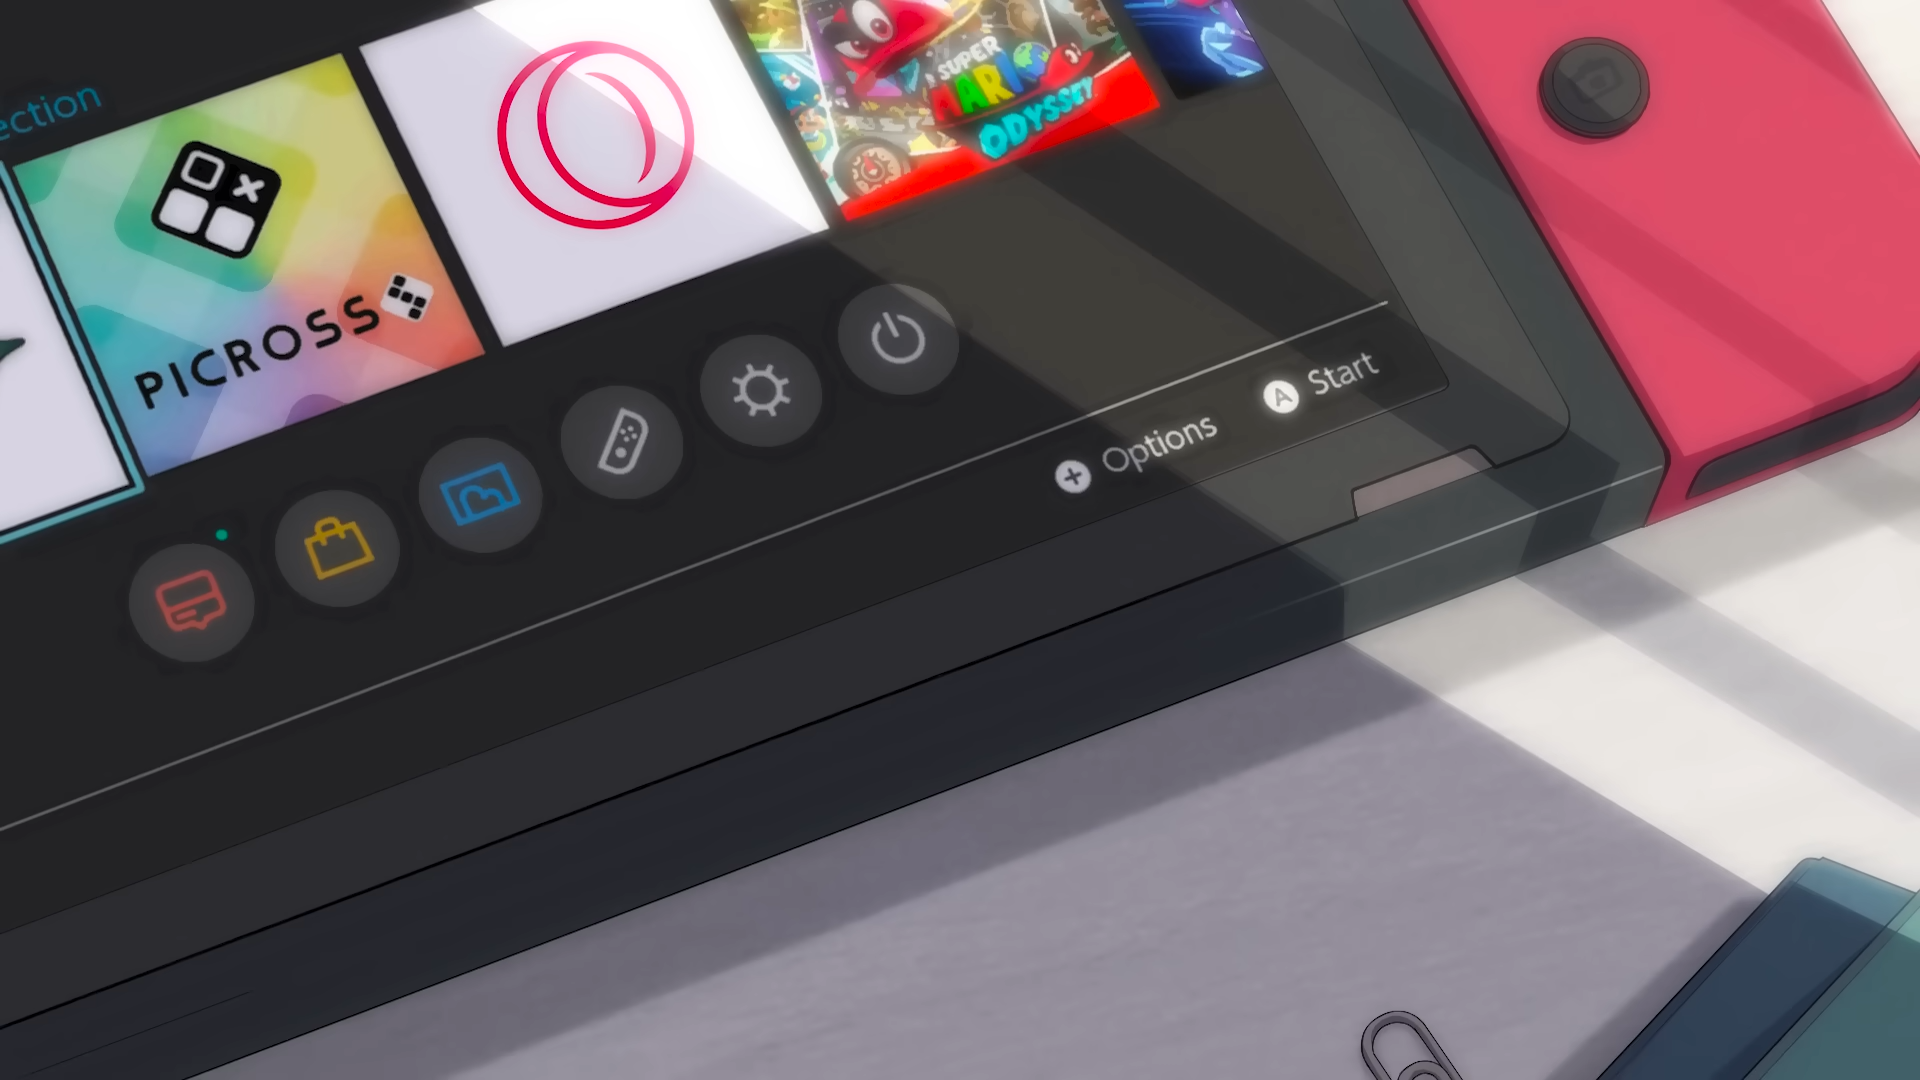 ection
SUPER
MARIO
ODYSSEY
PICROSS
A Start
Options